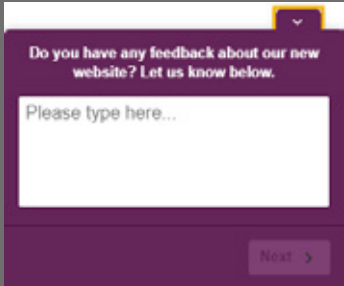 Do you have any feedback about our new
website? Let us know below.
Please type here...
Next